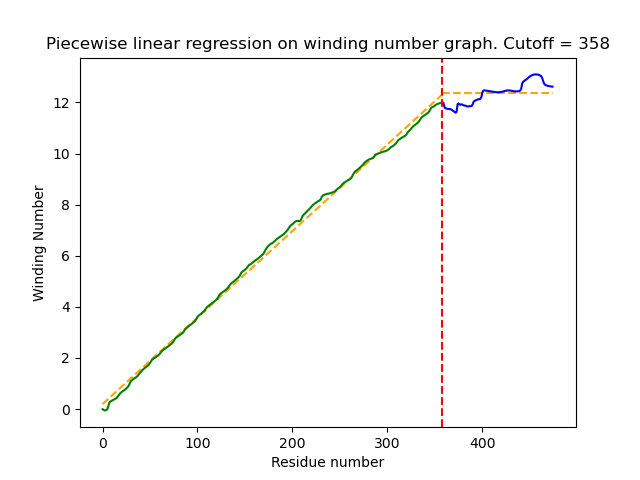 Piecewise linear regression on winding number graph. Cutoff = 358
Winding Number
12
10
8
6
4
2
0
0 100 200 300 400
Residue number